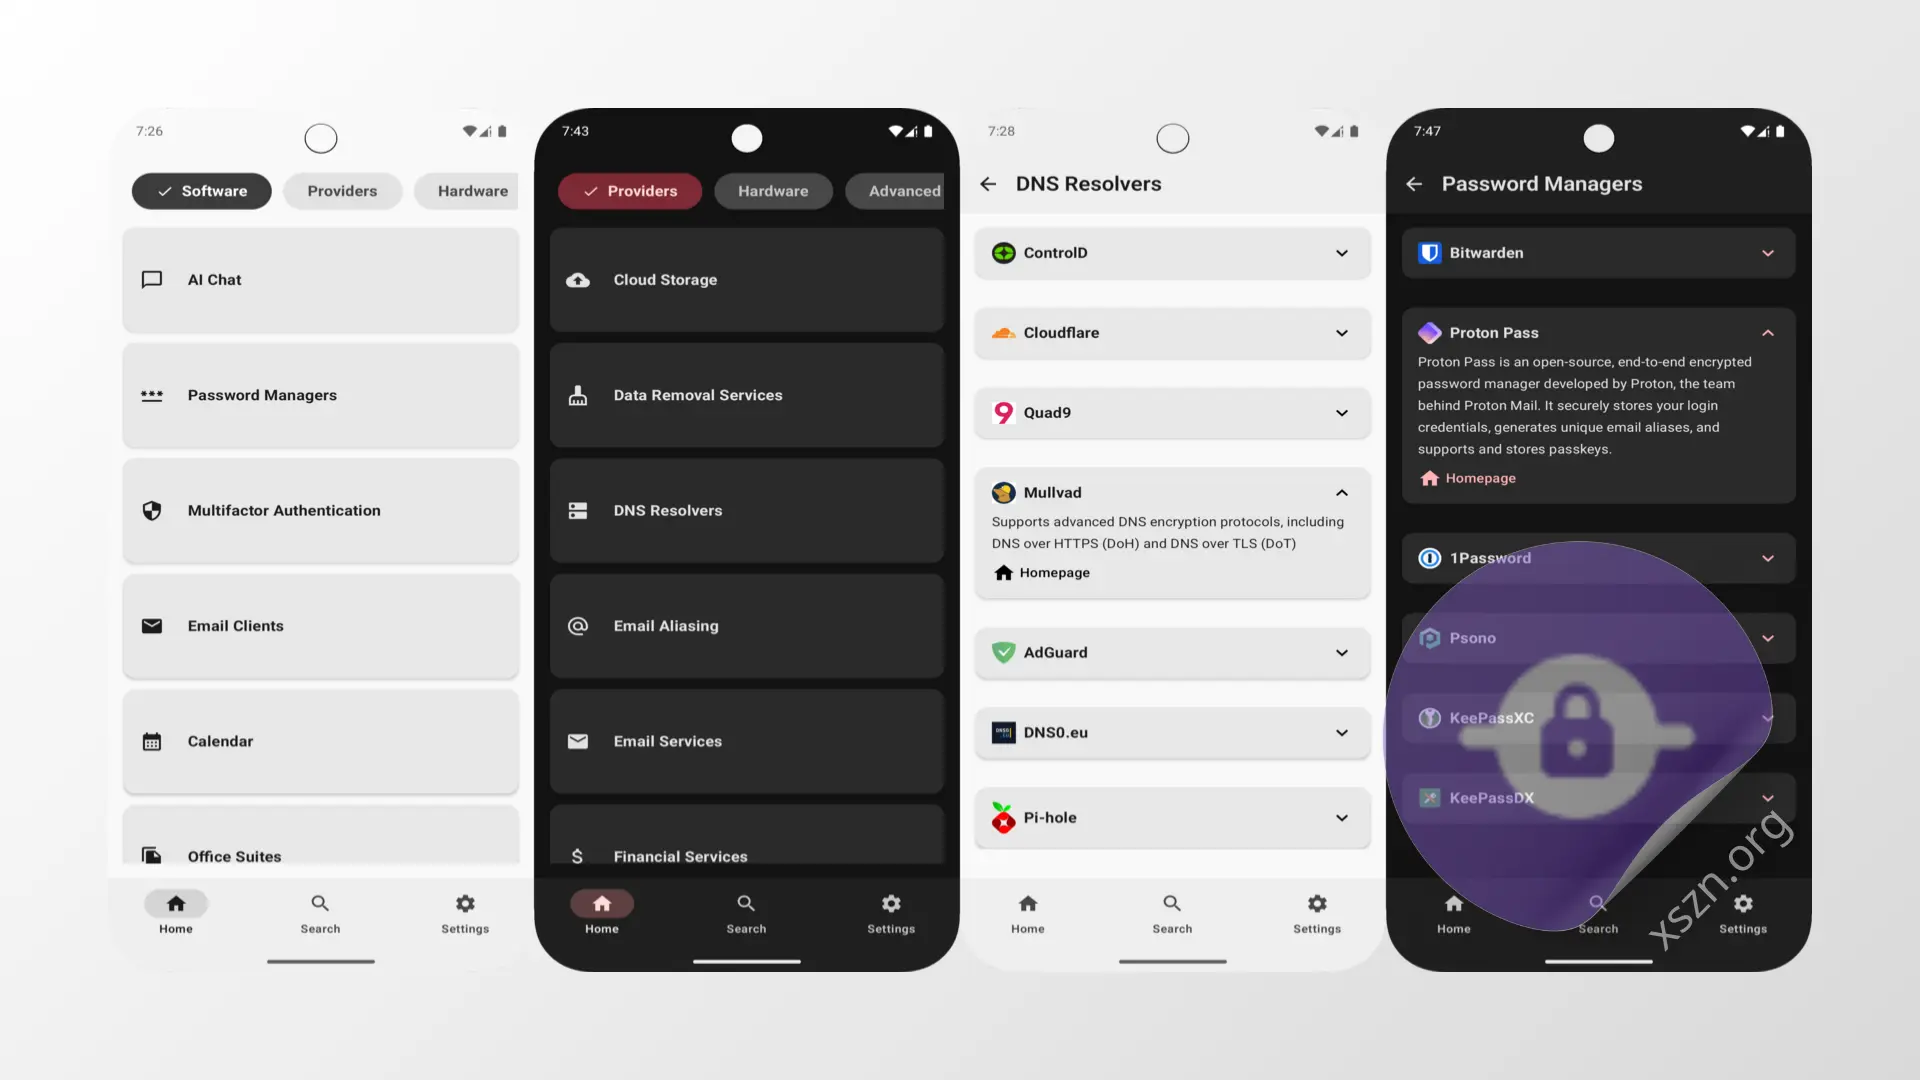 7:26
Software
Providers
Hardware
AI Chat
Password Managers
Multifactor Authentication
Email Clients
Calendar
Office Suites
Home
Search
Settings
7:43
Providers
Hardware
Advanced
Cloud Storage
Data Removal Services
DNS Resolvers
Email Aliasing
Email Services
Financial Services
Home
Search
Settings
7:28
DNS Resolvers
ControlD
Cloudflare
Quad9
Mullvad
Supports advanced DNS encryption protocols, including
DNS over HTTPS (DoH) and DNS over TLS (DoT)
Homepage
AdGuard
DNS0.eu
Pi-hole
Home
Search
Settings
7:47
Password Managers
Bitwarden
Proton Pass
Proton Pass is an open-source, end-to-end encrypted
password manager developed by Proton, the team
behind Proton Mail. It securely stores your login
credentials, generates unique email aliases, and
supports and stores passkeys.
Homepage
1Password
Psono
KeePassXC
KeePassDX
Home
Search
Settings
xszn.org